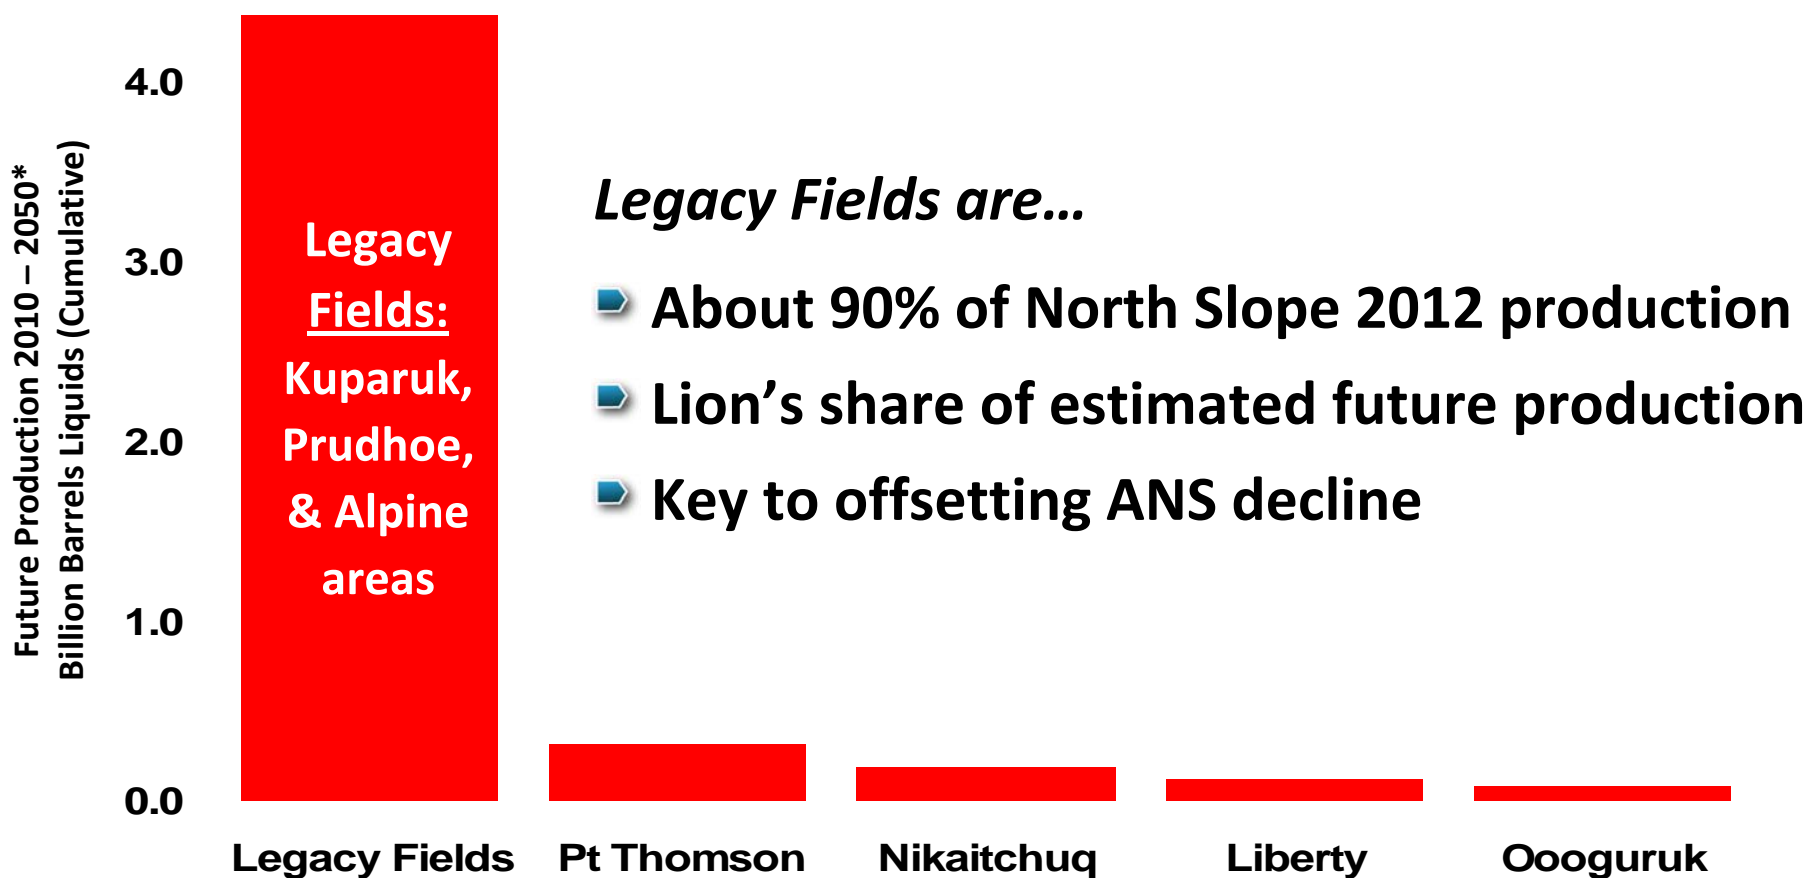 Future Production 2010 – 2050*
Billion Barrels Liquids (Cumulative)
4.0
3.0
2.0
1.0
0.0
Legacy
Fields:
Kuparuk,
Prudhoe,
& Alpine
areas
Legacy Fields are…
About 90% of North Slope 2012 production
Lion’s share of estimated future production
Key to offsetting ANS decline
Legacy Fields
Pt Thomson
Nikaitchuq
Liberty
Oooguruk